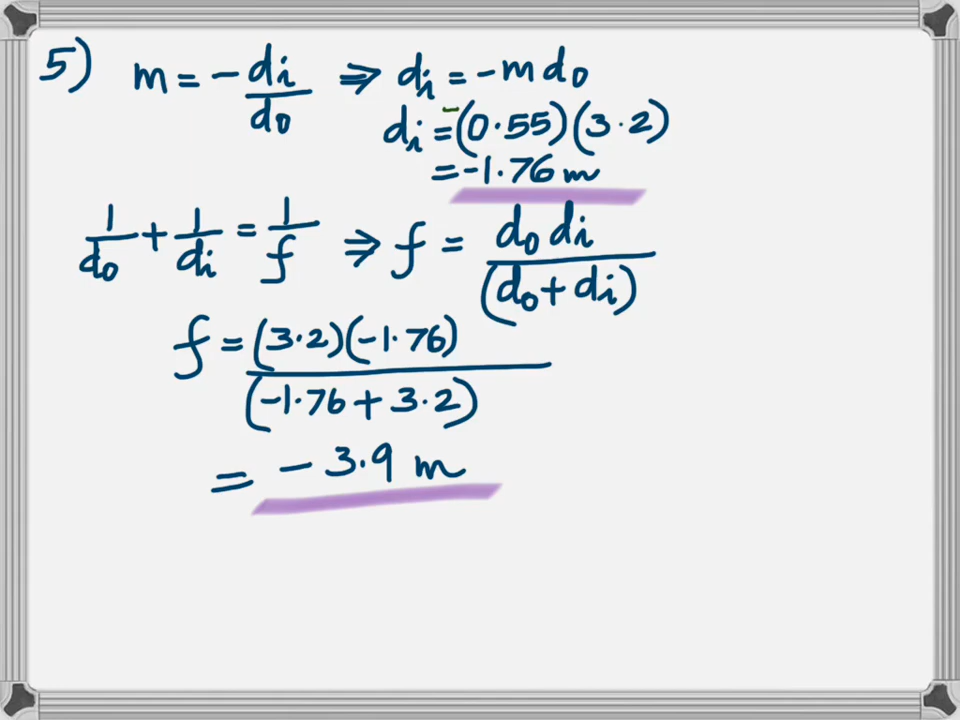 5) m = - di/do ⇒ di = -m do
di = -(0.55)(3.2)
= -1.76 m
1/do + 1/di = 1/f ⇒ f = do di/(do + di)
f = (3.2)(-1.76)/(-1.76 + 3.2)
= - 3.9 m